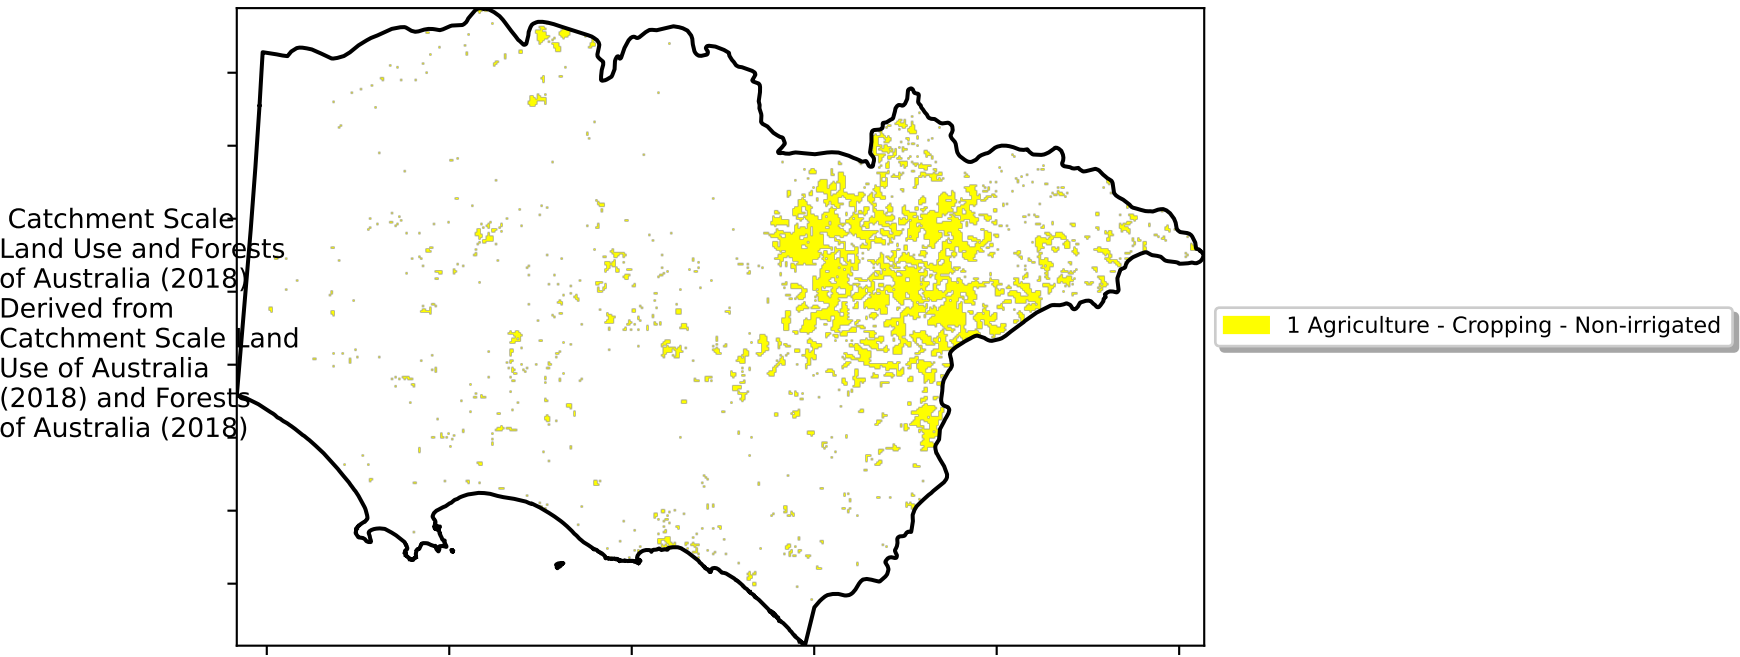 Catchment Scale
Land Use and Forests
of Australia (2018)
Derived from
Catchment Scale Land
Use of Australia
(2018) and Forests
of Australia (2018)
1 Agriculture - Cropping - Non-irrigated